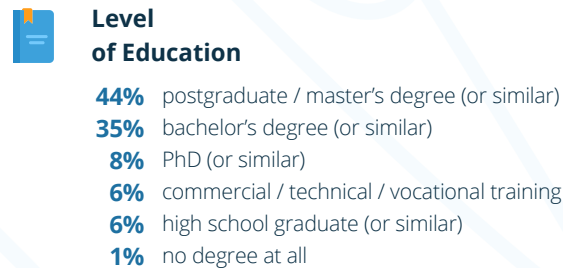 Level
of Education
44% postgraduate / master’s degree (or similar)
35% bachelor’s degree (or similar)
8% PhD (or similar)
6% commercial / technical / vocational training
6% high school graduate (or similar)
1% no degree at all